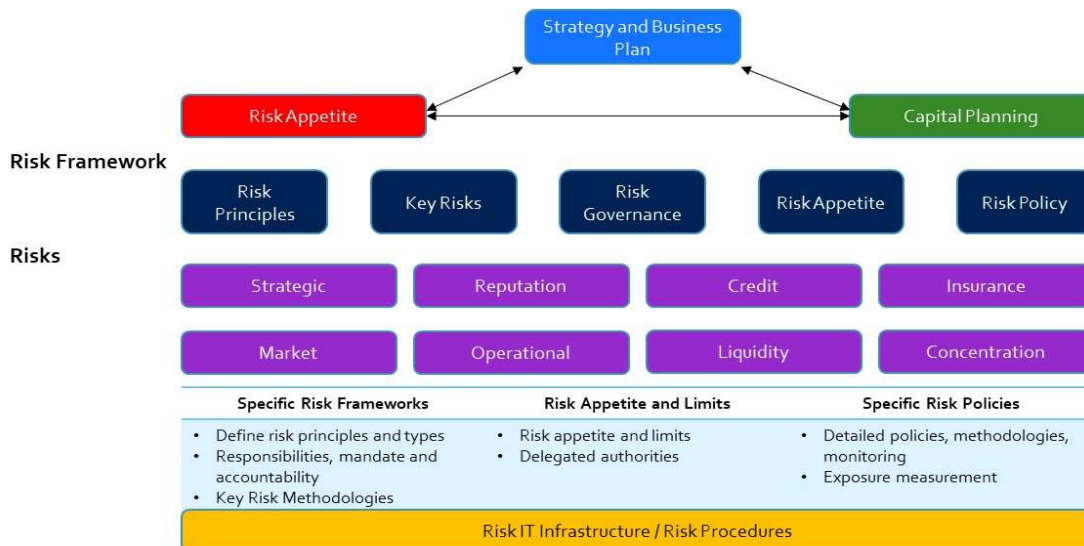 Strategy and Business
Plan
Risk Appetite
Capital Planning
Risk Framework
Risk
Principles
Key Risks
Risk
Governance
Risk Appetite
Risk Policy
Risks
Strategic
Reputation
Credit
Insurance
Market
Operational
Liquidity
Concentration
Specific Risk Frameworks
• Define risk principles and types
• Responsibilities, mandate and
accountability
• Key Risk Methodologies
Risk Appetite and Limits
• Risk appetite and limits
• Delegated authorities
Specific Risk Policies
• Detailed policies, methodologies,
monitoring
• Exposure measurement
Risk IT Infrastructure / Risk Procedures